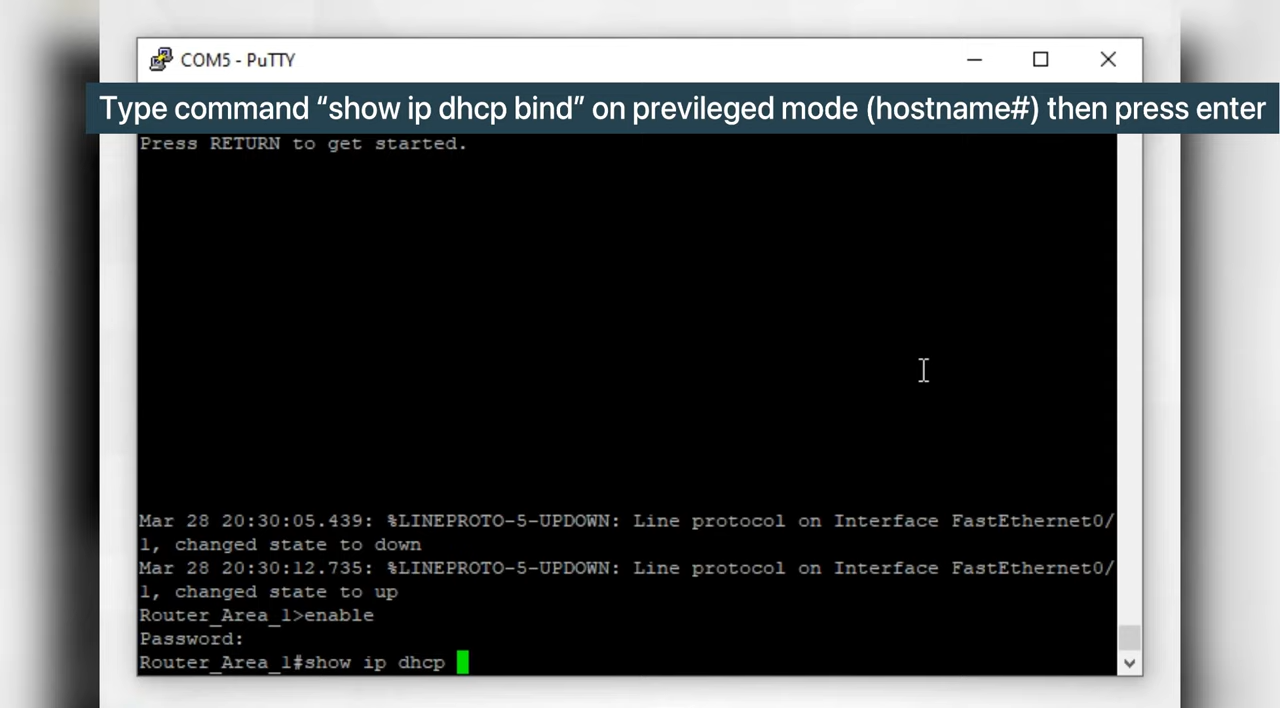 COM5 - PuTTY
Type command “show ip dhcp bind” on previleged mode (hostname#) then press enter
Press RETURN to get started.
Mar 28 20:30:05.439: %LINEPROTO-5-UPDOWN: Line protocol on Interface FastEthernet0/
1, changed state to down
Mar 28 20:30:12.735: %LINEPROTO-5-UPDOWN: Line protocol on Interface FastEthernet0/
1, changed state to up
Router_Area_1>enable
Password:
Router_Area_1#show ip dhcp